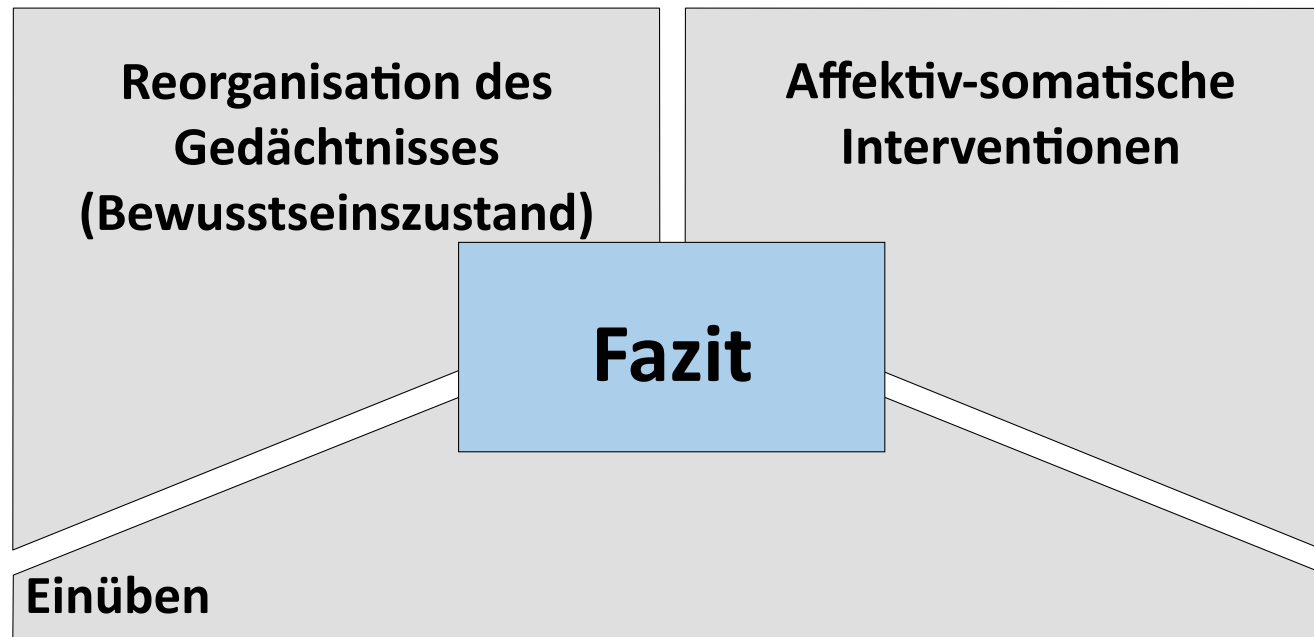 Reorganisation des
Gedächtnisses
(Bewusstseinszustand)
Affektiv-somatische
Interventionen
Fazit
Einüben